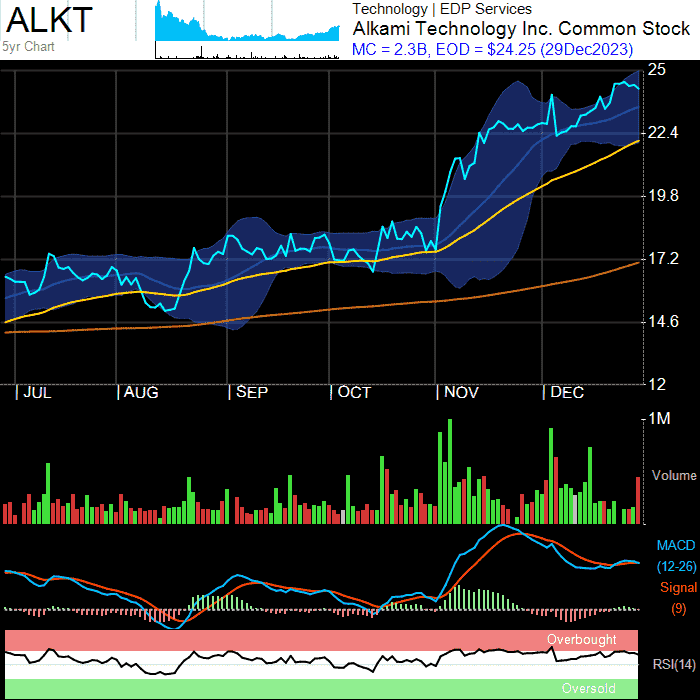 ALKT
5yr Chart
Technology | EDP Services
Alkami Technology Inc. Common Stock
MC = 2.3B, EOD = $24.25 (29Dec2023)
25
22.4
19.8
17.2
14.6
12
JUL
AUG
SEP
OCT
NOV
DEC
1M
Volume
MACD
(12-26)
Signal
(9)
Overbought
RSI(14)
Oversold